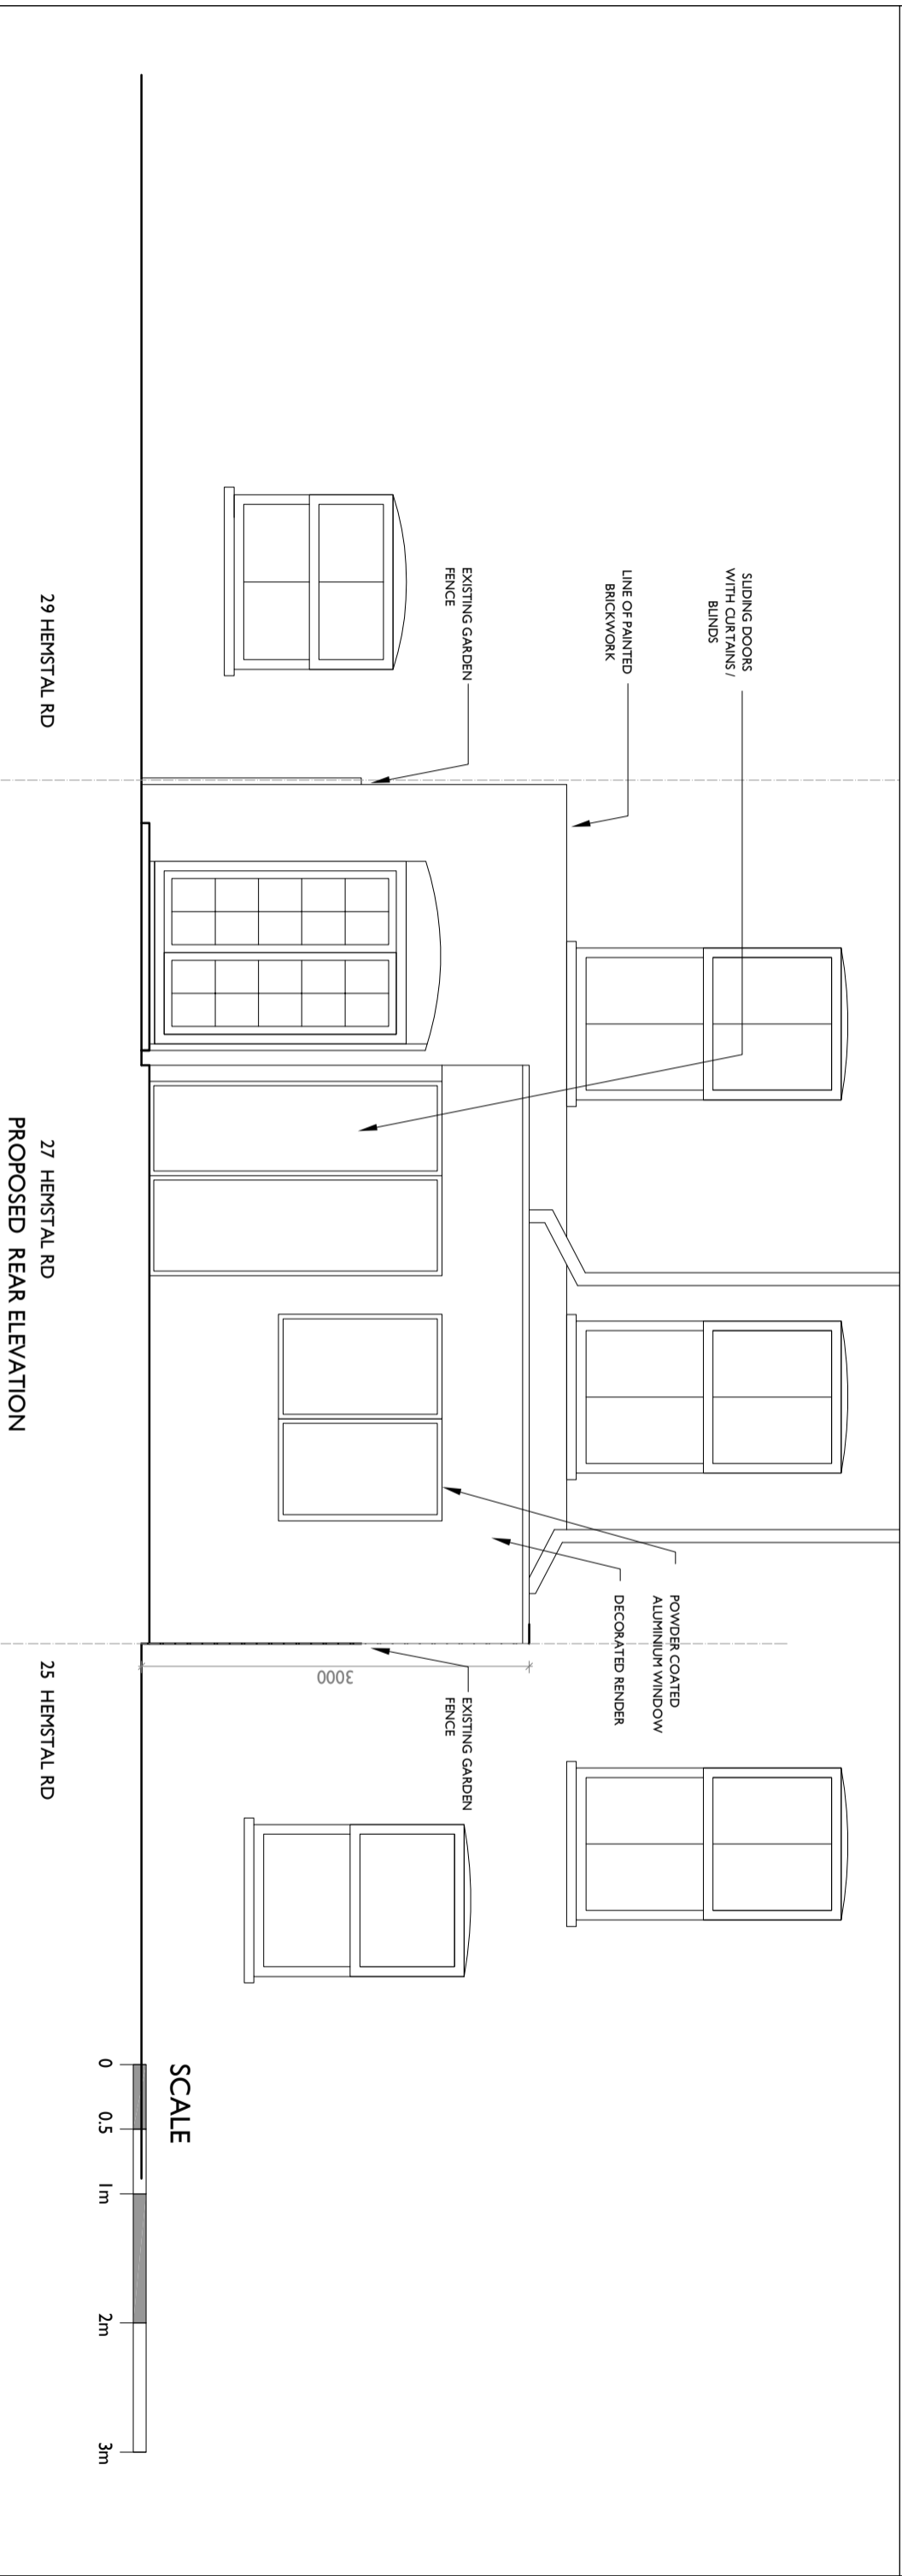 SLIDING DOORS
WITH CURTAINS /
BLINDS
LINE OF PAINTED
BRICKWORK
EXISTING GARDEN
FENCE
POWDER COATED
ALUMINIUM WINDOW
DECORATED RENDER
EXISTING GARDEN
FENCE
3000
SCALE
0 0.5 1m 2m 3m
29 HEMSTAL RD
27 HEMSTAL RD
25 HEMSTAL RD
PROPOSED REAR ELEVATION